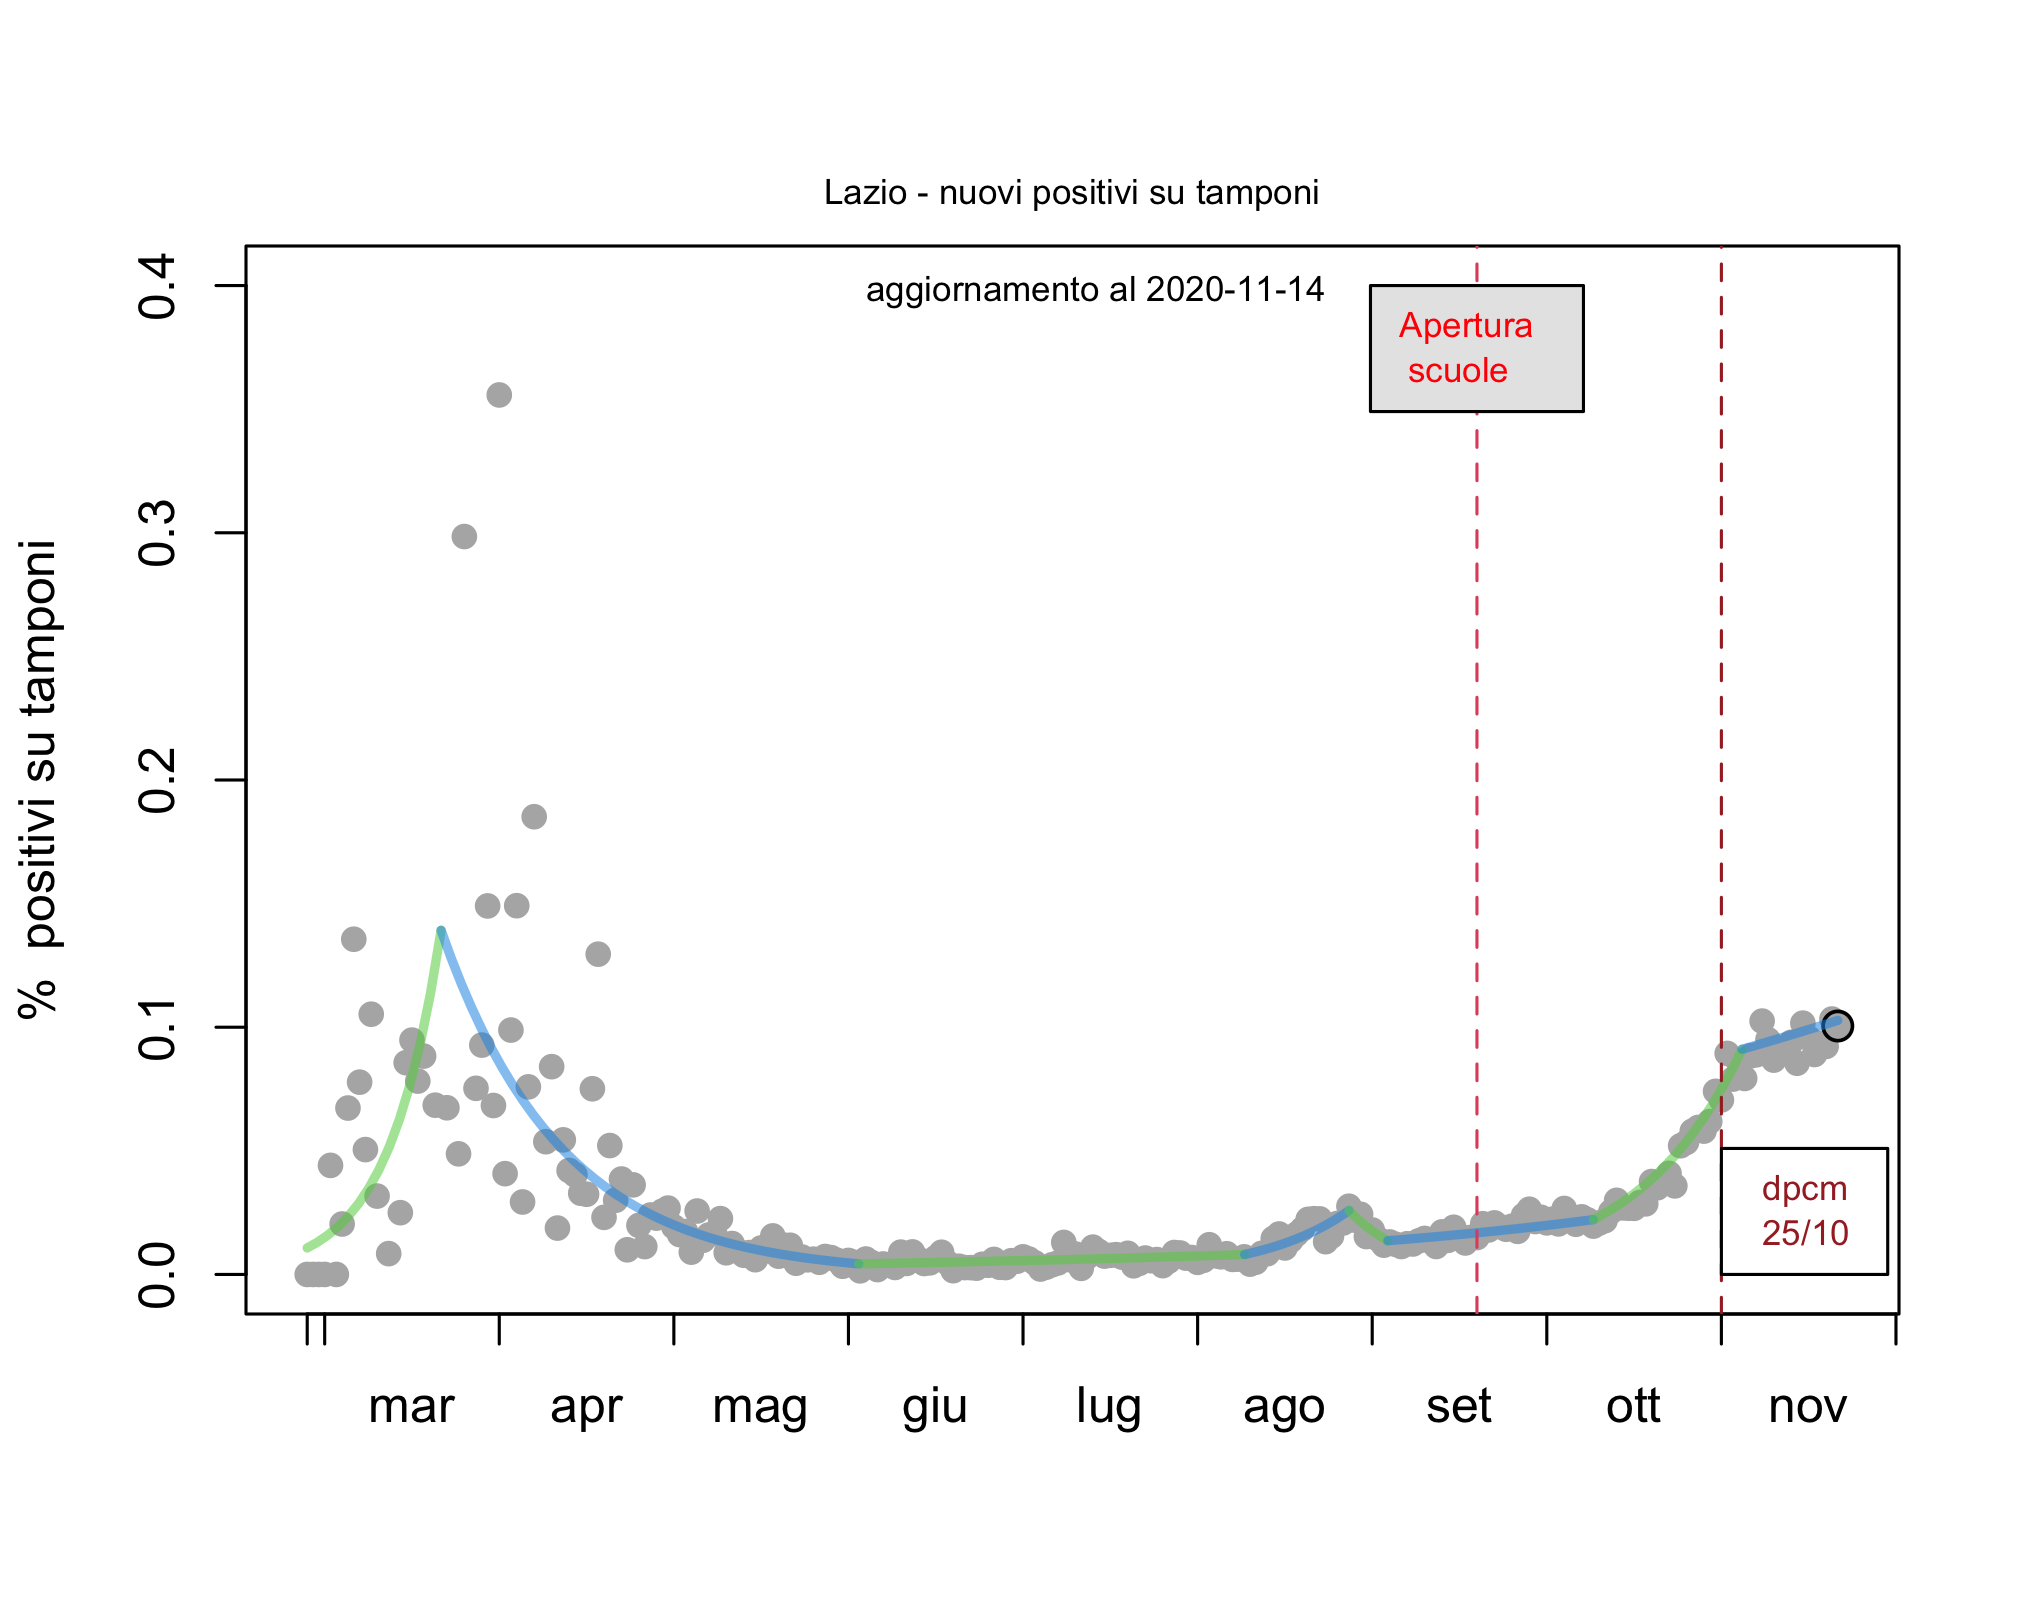 Lazio - nuovi positivi su tamponi
aggiornamento al 2020-11-14
Apertura
scuole
% positivi su tamponi
0.4
0.3
0.2
0.1
0.0
dpcm
25/10
mar apr mag giu lug ago set ott nov